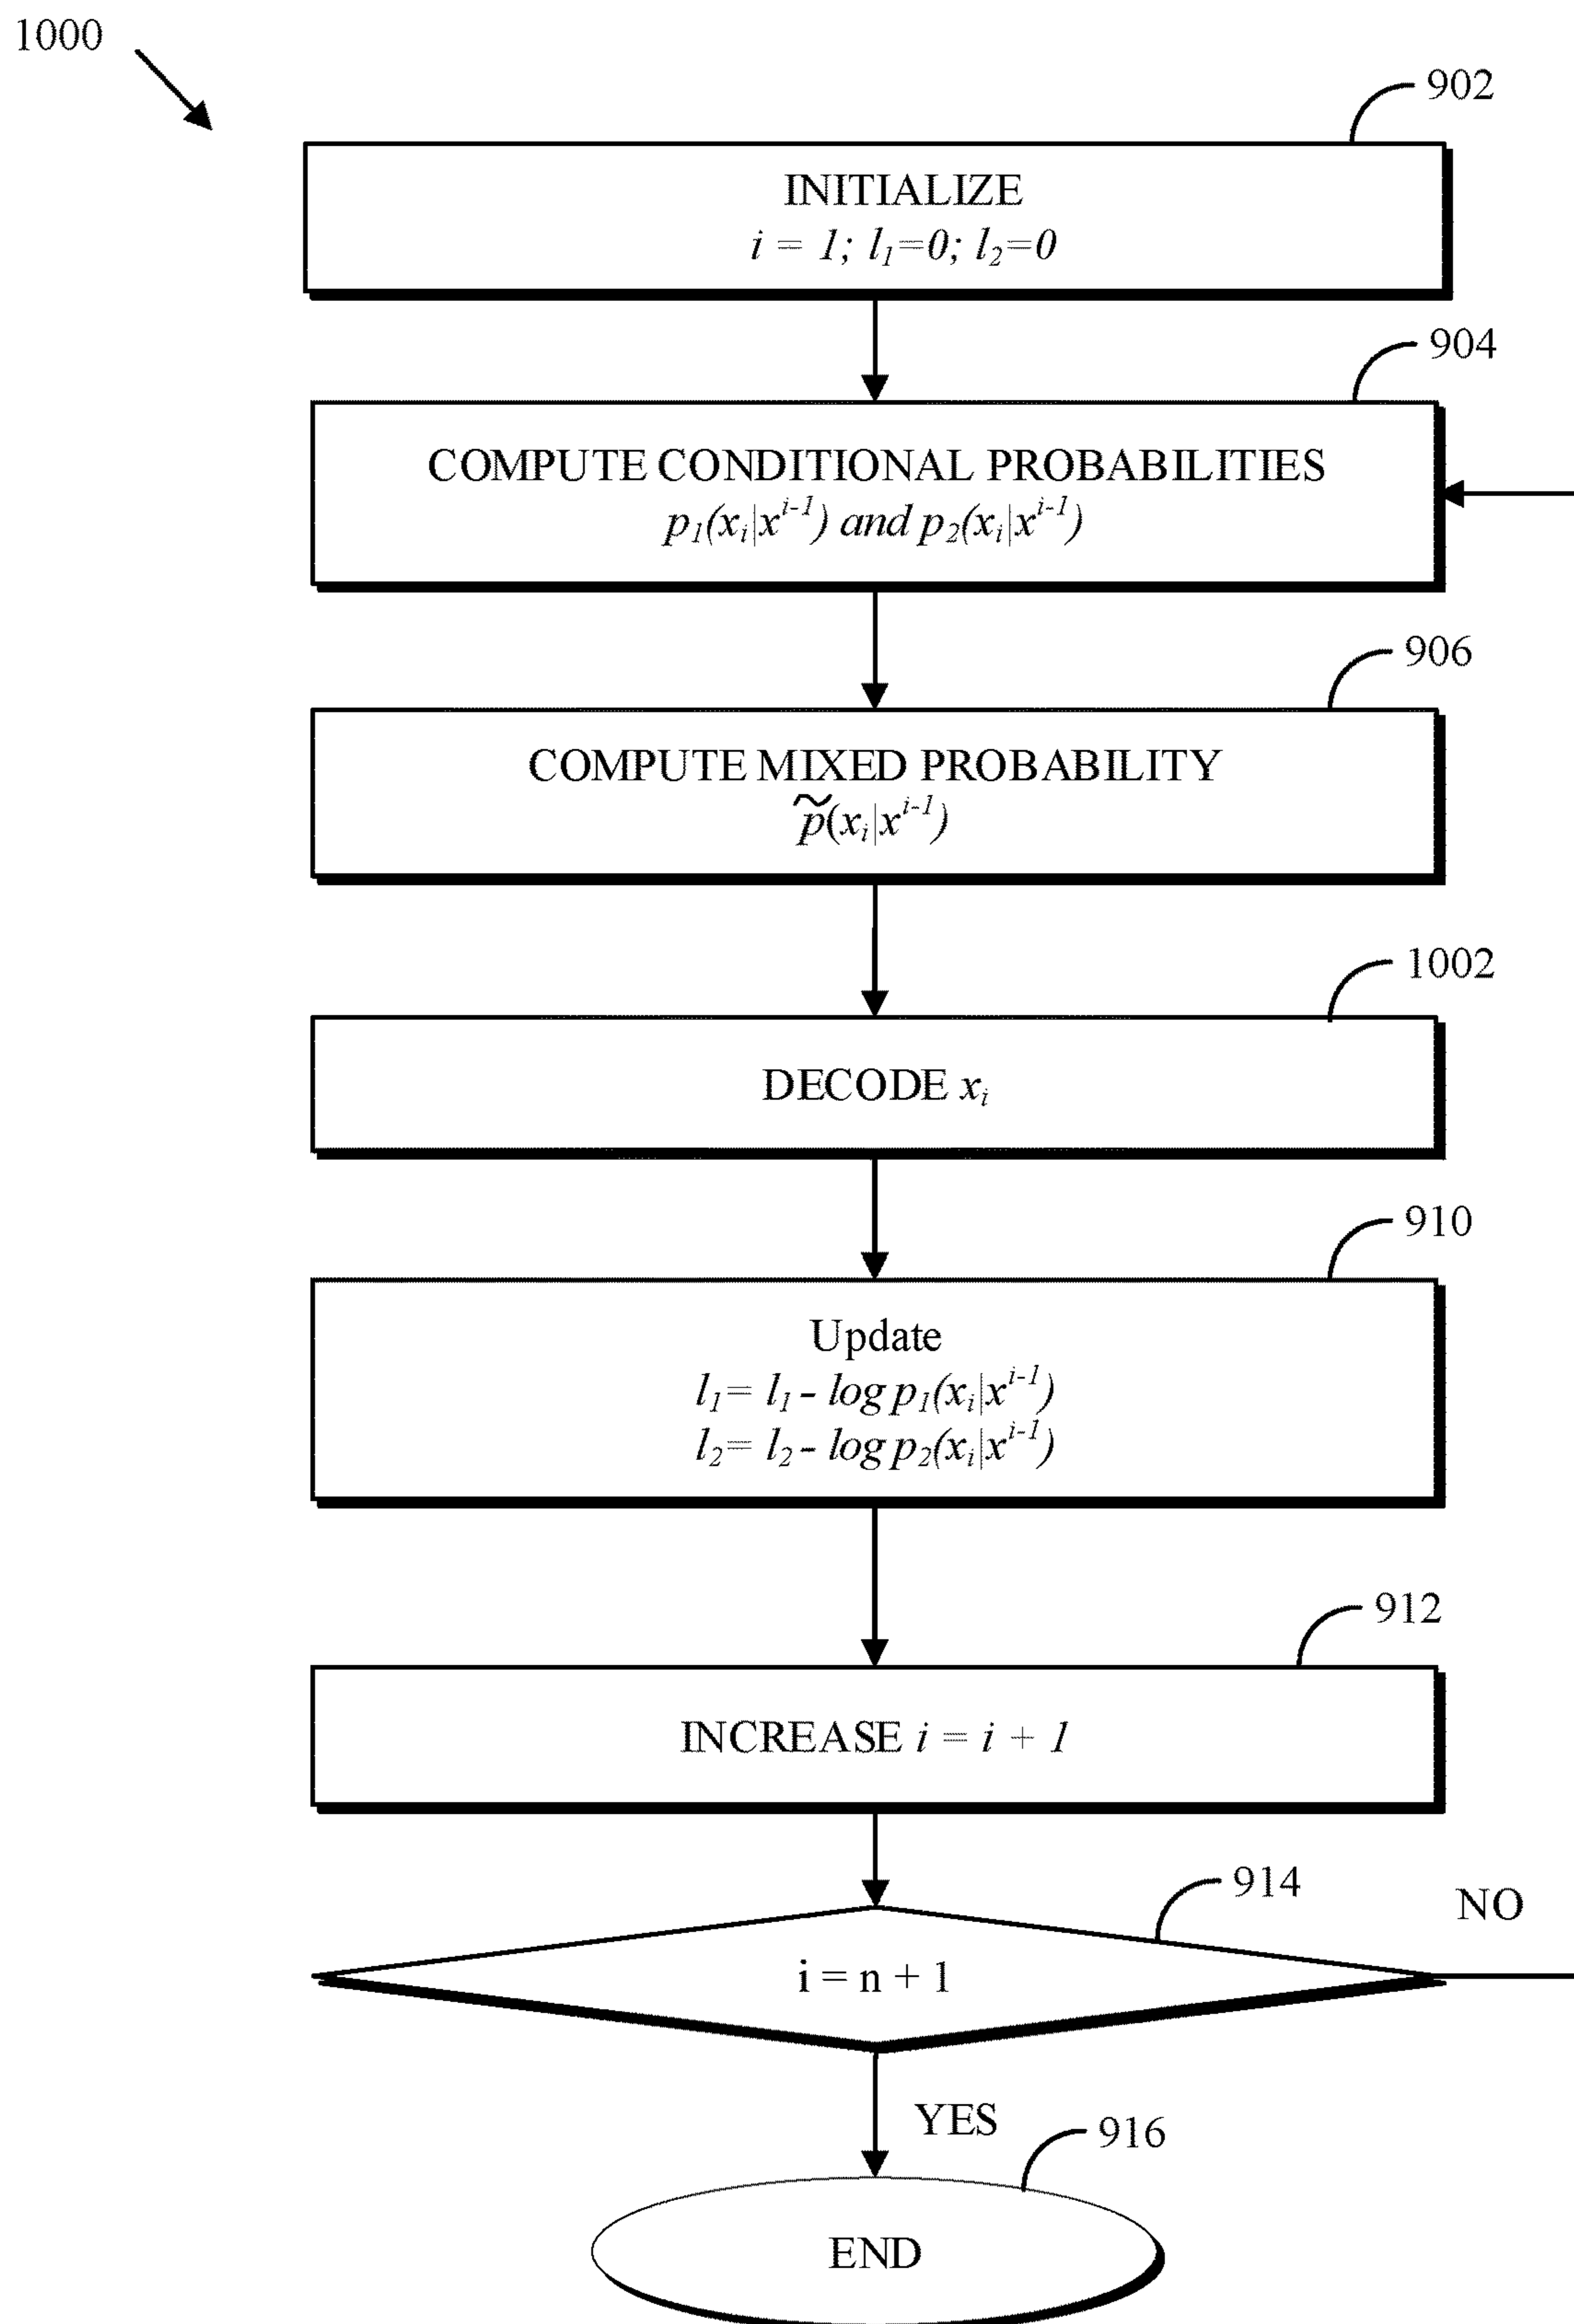 1000
902
INITIALIZE
i = 1; l₁=0; l₂=0
904
COMPUTE CONDITIONAL PROBABILITIES
p₁(xᵢ|xⁱ⁻¹) and p₂(xᵢ|xⁱ⁻¹)
906
COMPUTE MIXED PROBABILITY
p̃(xᵢ|xⁱ⁻¹)
1002
DECODE xᵢ
910
Update
l₁= l₁ - log p₁(xᵢ|xⁱ⁻¹)
l₂= l₂ - log p₂(xᵢ|xⁱ⁻¹)
912
INCREASE i = i + 1
914
NO
i = n + 1
YES
916
END